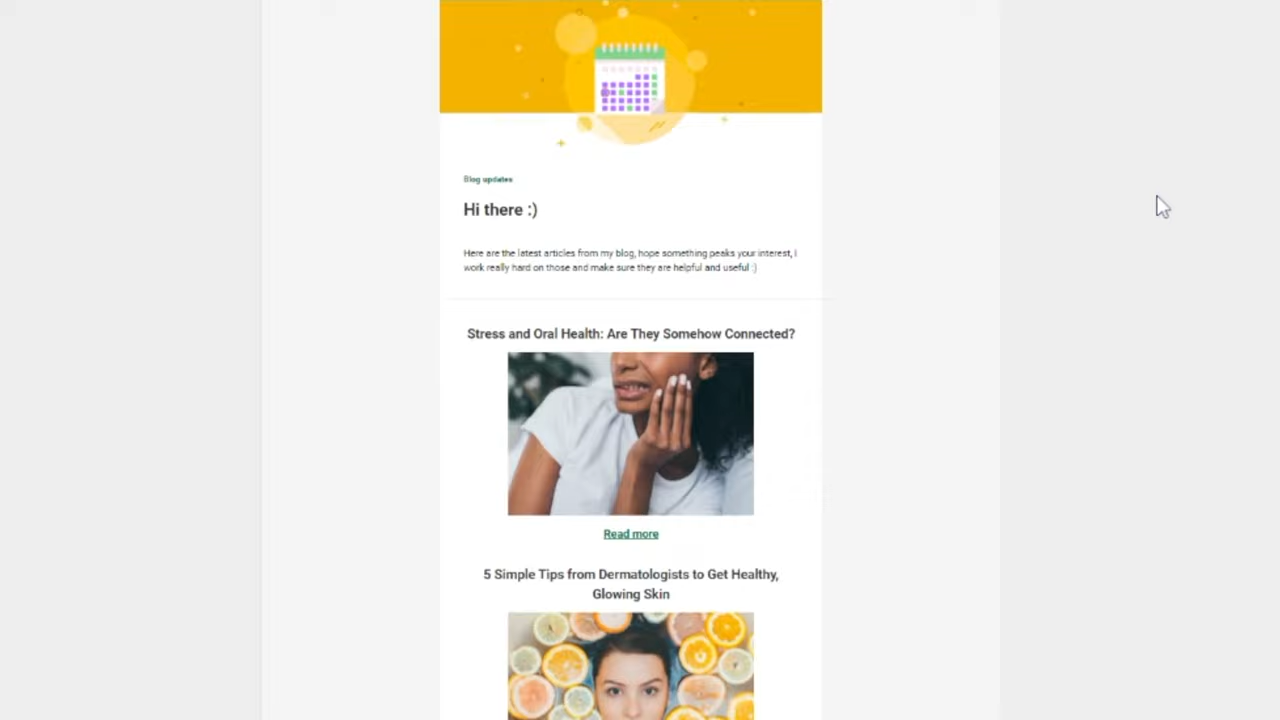 Blog updates
Hi there :)
Here are the latest articles from my blog, hope something peaks your interest, I
work really hard on those and make sure they are helpful and useful :)
Stress and Oral Health: Are They Somehow Connected?
Read more
5 Simple Tips from Dermatologists to Get Healthy,
Glowing Skin